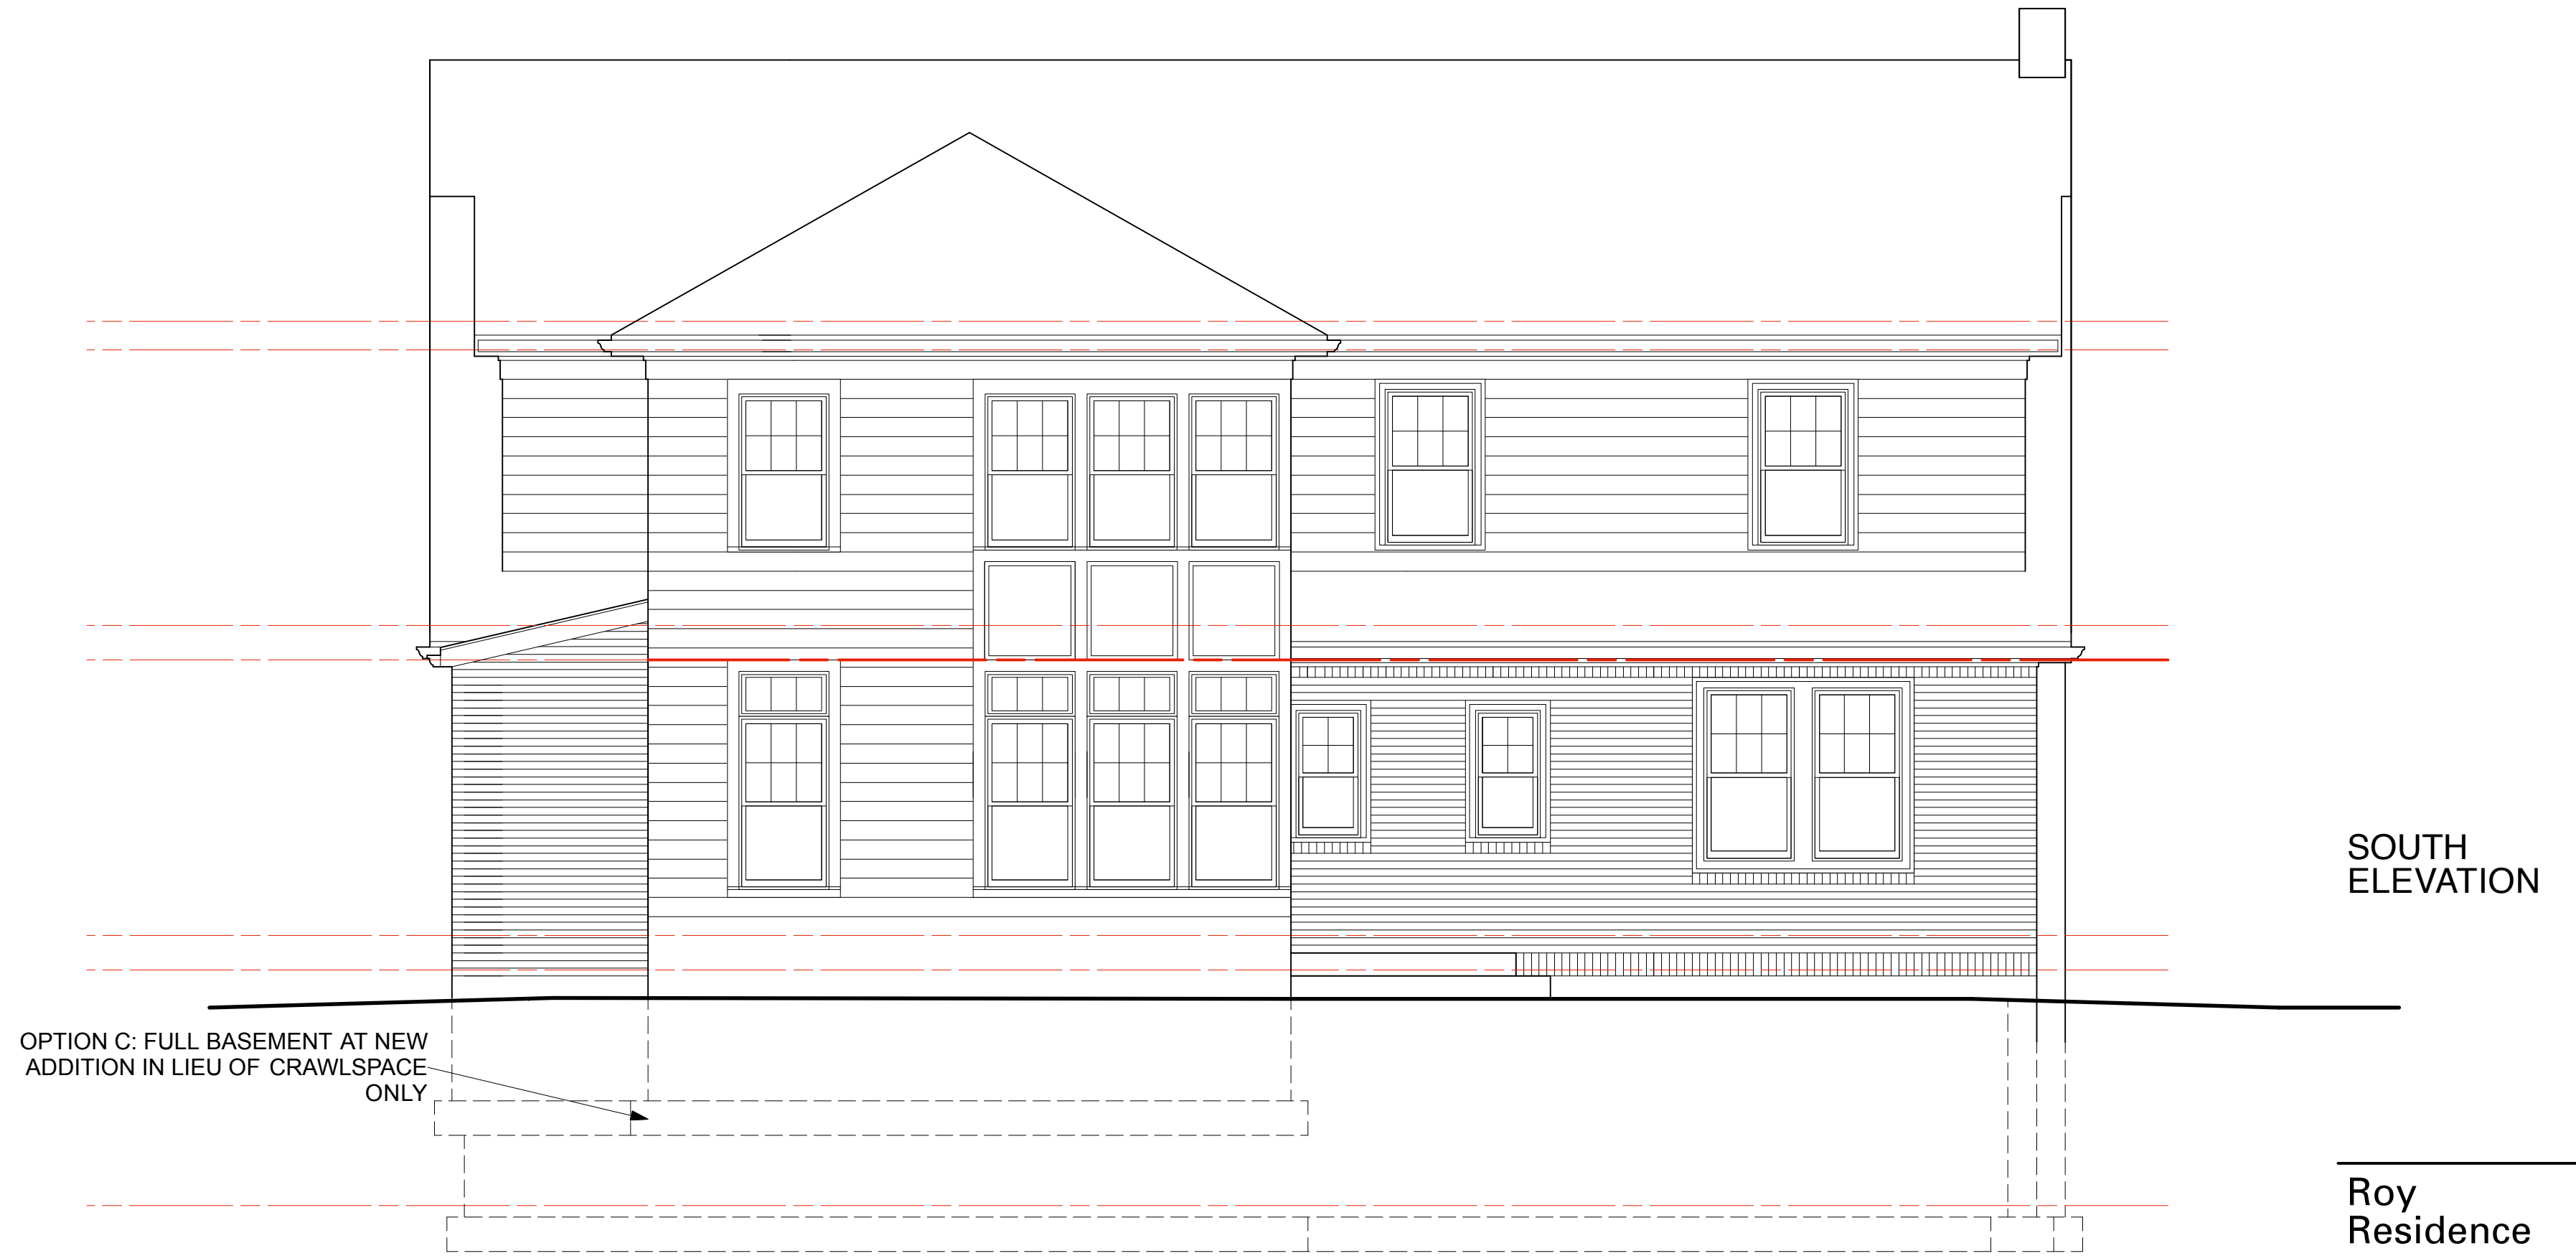 SOUTH
ELEVATION
OPTION C: FULL BASEMENT AT NEW
ADDITION IN LIEU OF CRAWLSPACE
ONLY
Roy
Residence